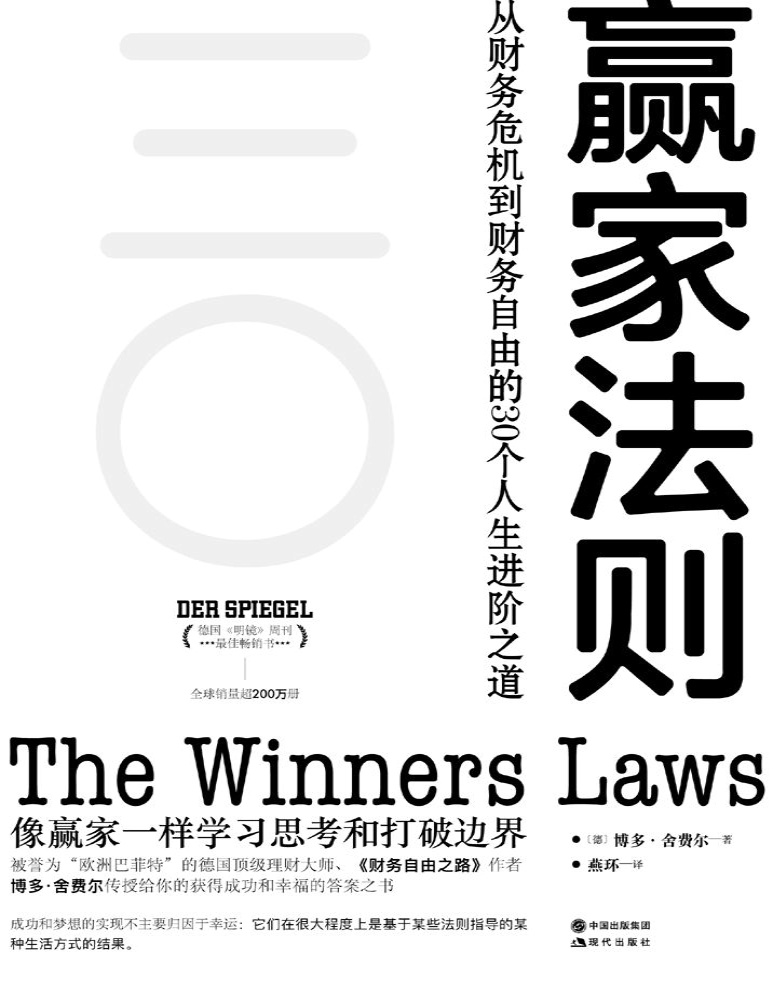 赢家法则
从财务危机到财务自由的30个人生进阶之道
DER SPIEGEL
德国《明镜》周刊
•••最佳畅销书•••
全球销量超200万册
The Winners Laws
像赢家一样学习思考和打破边界
被誉为“欧洲巴菲特”的德国顶级理财大师、《财务自由之路》作者
博多·舍费尔传授给你的获得成功和幸福的答案之书
成功和梦想的实现不主要归因于幸运：它们在很大程度上是基于某些法则指导的某
种生活方式的结果。
● ［德］博多·舍费尔—著
● 燕环—译
中国出版集团
现代出版社